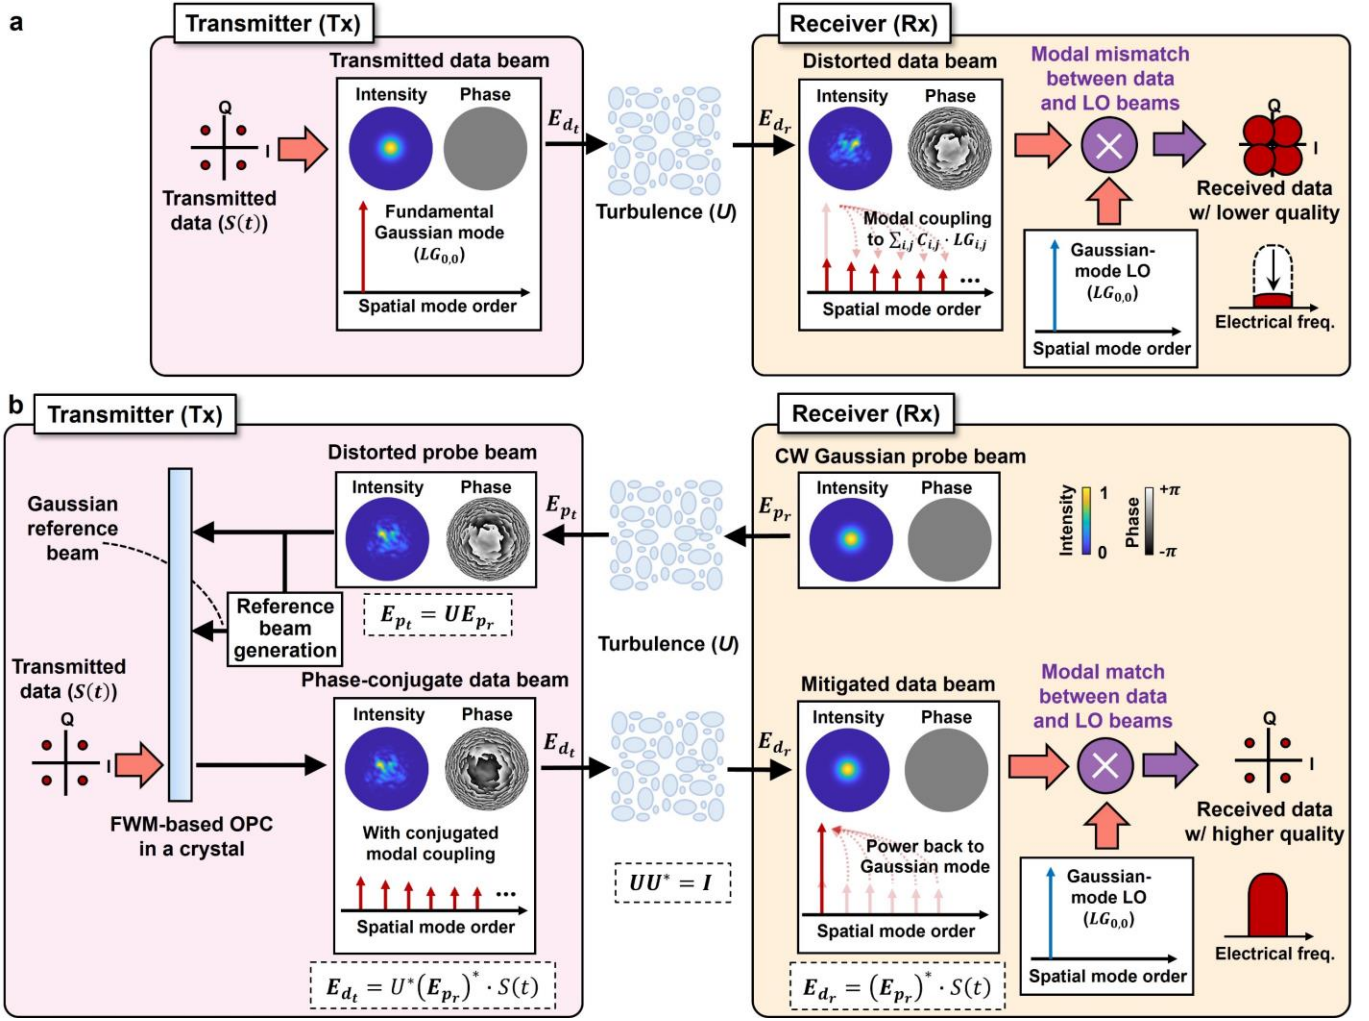 a
Transmitter (Tx)
Receiver (Rx)
Transmitted data beam
Intensity
Phase
Q
I
Transmitted
data (S(t))
Fundamental
Gaussian mode
(LG₀,₀)
Spatial mode order
E_{d_t}
Turbulence (U)
E_{d_r}
Distorted data beam
Intensity
Phase
Modal coupling
to ∑_{i,j} C_{i,j} · LG_{i,j}
...
Spatial mode order
Modal mismatch
between data
and LO beams
Gaussian-
mode LO
(LG₀,₀)
Spatial mode order
Q
I
Received data
w/ lower quality
Electrical freq.
b
Transmitter (Tx)
Receiver (Rx)
Distorted probe beam
Intensity
Phase
Gaussian
reference
beam
Reference
beam
generation
E_{p_t} = UE_{p_r}
E_{p_t}
E_{p_r}
CW Gaussian probe beam
Intensity
Phase
Intensity
1
0
Phase
+π
-π
Turbulence (U)
Transmitted
data (S(t))
Q
I
FWM-based OPC
in a crystal
Phase-conjugate data beam
Intensity
Phase
With conjugated
modal coupling
...
Spatial mode order
E_{d_t} = U*(E_{p_r})* · S(t)
E_{d_t}
UU* = I
E_{d_r}
Mitigated data beam
Intensity
Phase
Power back to
Gaussian mode
Spatial mode order
E_{d_r} = (E_{p_r})* · S(t)
Modal match
between data
and LO beams
Gaussian-
mode LO
(LG₀,₀)
Spatial mode order
Q
I
Received data
w/ higher quality
Electrical freq.